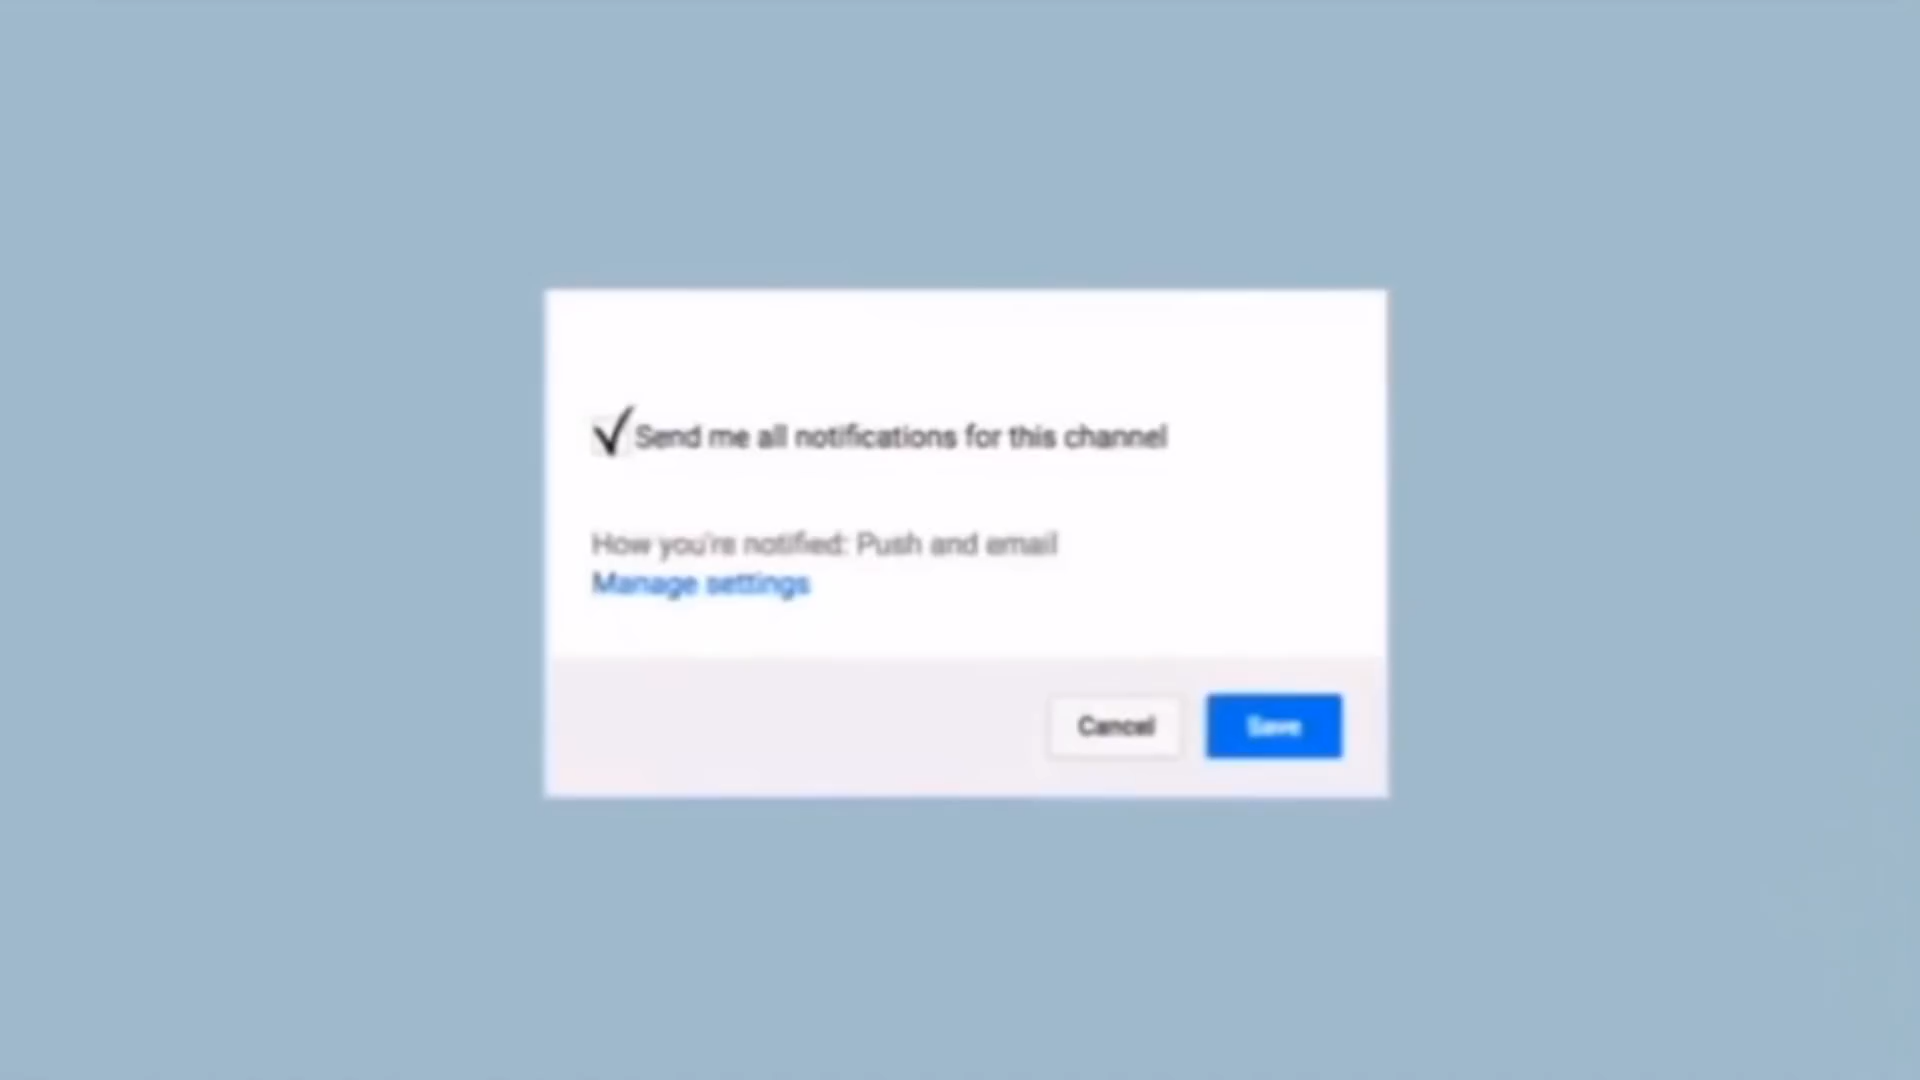 Send me all notifications for this channel
How you're notified: Push and email
Manage settings
Cancel
Save